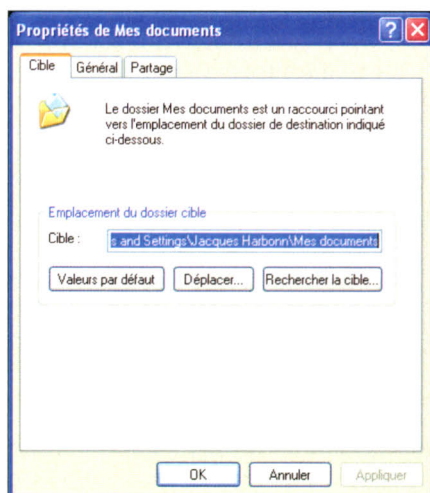 Propriétés de Mes documents
Cible Général Partage
Le dossier Mes documents est un raccourci pointant
vers l'emplacement du dossier de destination indiqué
ci-dessous.
Emplacement du dossier cible
Cible : s and Settings\Jacques Harbonn\Mes documents
Valeurs par défaut Déplacer... Rechercher la cible...
OK Annuler Appliquer